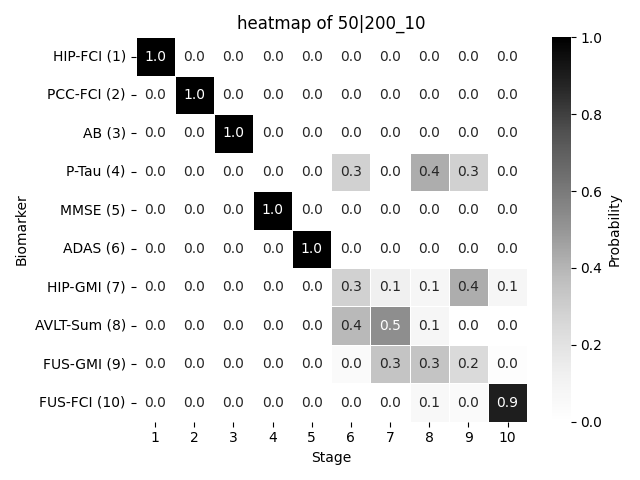 heatmap of 50|200_10
HIP-FCI (1) 1.0 0.0 0.0 0.0 0.0 0.0 0.0 0.0 0.0 0.0
PCC-FCI (2) 0.0 1.0 0.0 0.0 0.0 0.0 0.0 0.0 0.0 0.0
AB (3) 0.0 0.0 1.0 0.0 0.0 0.0 0.0 0.0 0.0 0.0
P-Tau (4) 0.0 0.0 0.0 0.0 0.0 0.3 0.0 0.4 0.3 0.0
MMSE (5) 0.0 0.0 0.0 1.0 0.0 0.0 0.0 0.0 0.0 0.0
ADAS (6) 0.0 0.0 0.0 0.0 1.0 0.0 0.0 0.0 0.0 0.0
HIP-GMI (7) 0.0 0.0 0.0 0.0 0.0 0.3 0.1 0.1 0.4 0.1
AVLT-Sum (8) 0.0 0.0 0.0 0.0 0.0 0.4 0.5 0.1 0.0 0.0
FUS-GMI (9) 0.0 0.0 0.0 0.0 0.0 0.0 0.3 0.3 0.2 0.0
FUS-FCI (10) 0.0 0.0 0.0 0.0 0.0 0.0 0.0 0.1 0.0 0.9
1 2 3 4 5 6 7 8 9 10
Stage
Biomarker
1.0
0.8
0.6
0.4
0.2
0.0
Probability